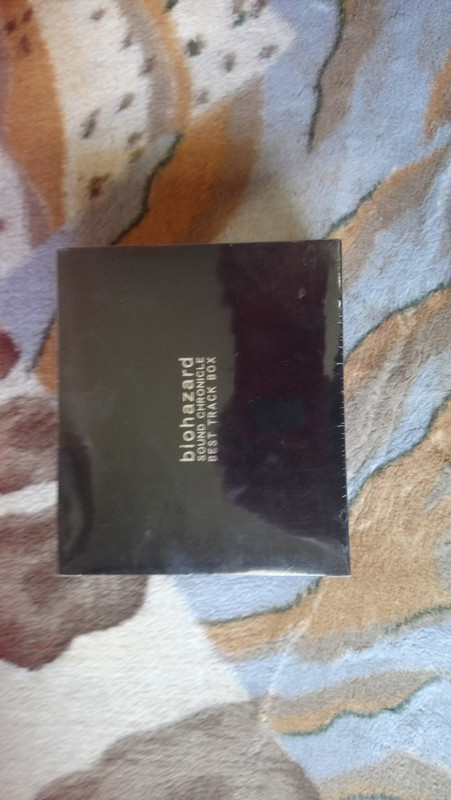 biohazard
SOUND CHRONICLE
BEST TRACK BOX